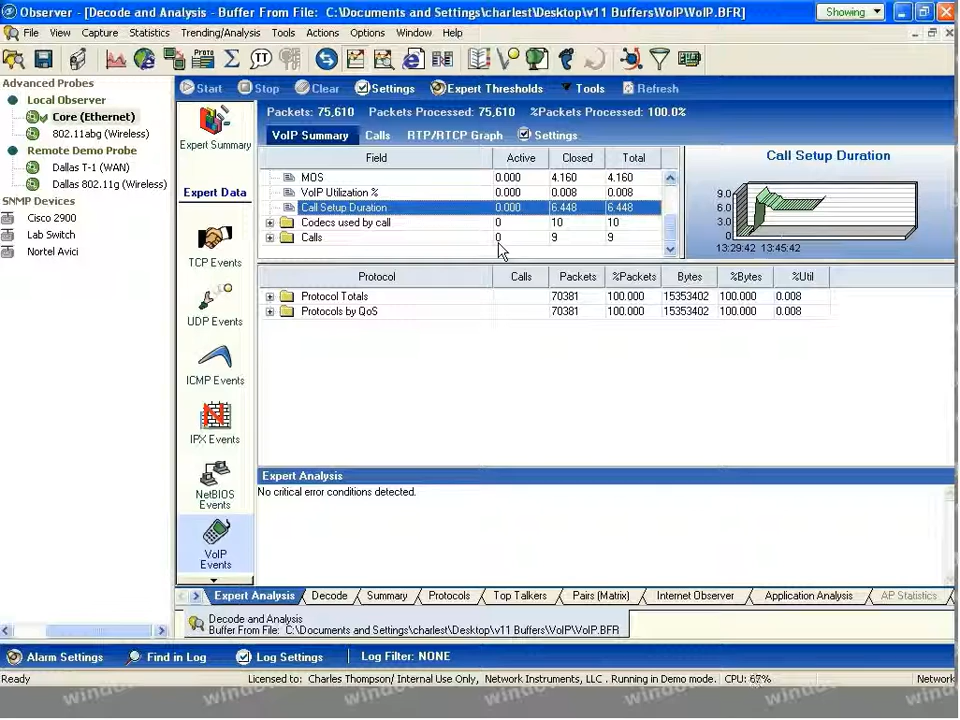 Observer - [Decode and Analysis - Buffer From File:  C:\Documents and Settings\charlest\Desktop\v11 Buffers\VoIP\VoIP.BFR]
Showing
File View Capture Statistics Trending/Analysis Tools Actions Options Window Help
Advanced Probes
Local Observer
Core (Ethernet)
802.11abg (Wireless)
Remote Demo Probe
Dallas T-1 (WAN)
Dallas 802.11g (Wireless)
SNMP Devices
Cisco 2900
Lab Switch
Nortel Avici
Start Stop Clear Settings Expert Thresholds Tools Refresh
Expert Summary
Expert Data
TCP Events
UDP Events
ICMP Events
IPX Events
NetBIOS
Events
VoIP
Events
Packets: 75,610 Packets Processed: 75,610 %Packets Processed: 100.0%
VoIP Summary Calls RTP/RTCP Graph Settings
Field Active Closed Total
MOS 0.000 4.160 4.160
VoIP Utilization % 0.000 0.008 0.008
Call Setup Duration 0.000 6.448 6.448
Codecs used by call 0 10 10
Calls 0 9 9
Call Setup Duration
9.0
6.0
3.0
0
13:29:42 13:45:42
Protocol Calls Packets %Packets Bytes %Bytes %Util
Protocol Totals 70381 100.000 15353402 100.000 0.008
Protocols by QoS 70381 100.000 15353402 100.000 0.008
Expert Analysis
No critical error conditions detected.
Expert Analysis Decode Summary Protocols Top Talkers Pairs (Matrix) Internet Observer Application Analysis AP Statistics
Decode and Analysis
Buffer From File:  C:\Documents and Settings\charlest\Desktop\v11 Buffers\VoIP\VoIP.BFR
Alarm Settings Find in Log Log Settings Log Filter: NONE
Ready Licensed to:  Charles Thompson/ Internal Use Only,  Network Instruments, LLC . Running in Demo mode. CPU: 67% Network